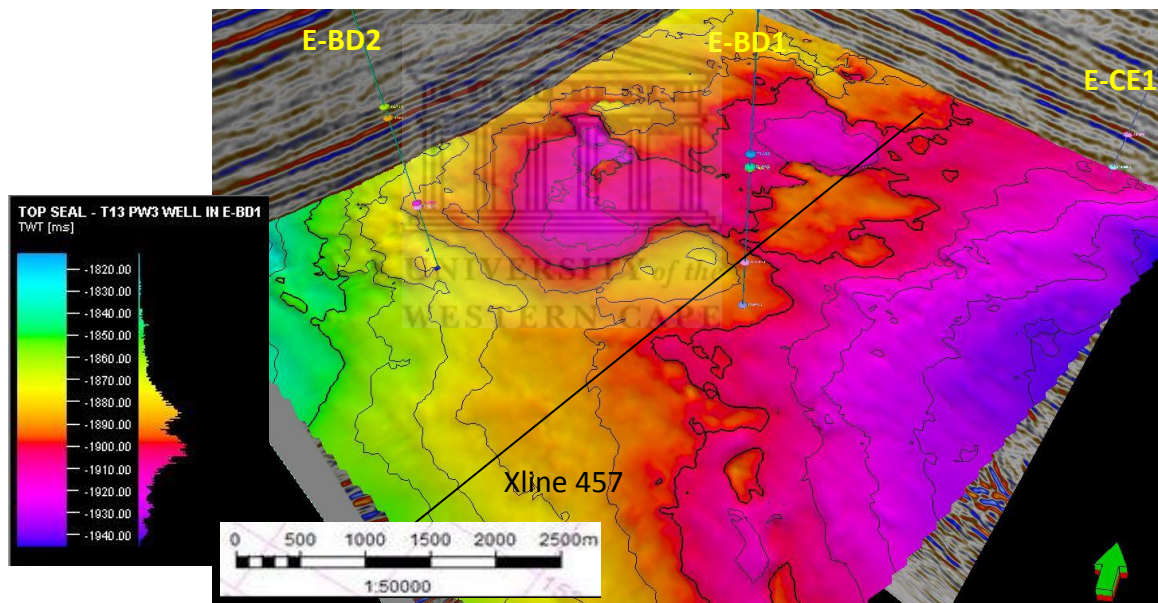 E-BD2
E-BD1
E-CE1
TOP SEAL - T13 PW3 WELL IN E-BD1
TWT [ms]
-1820.00
-1830.00
-1840.00
-1850.00
-1860.00
-1870.00
-1880.00
-1890.00
-1900.00
-1910.00
-1920.00
-1930.00
-1940.00
UNIVERSITY of the
WESTERN CAPE
Xline 457
0 500 1000 1500 2000 2500m
1:50000